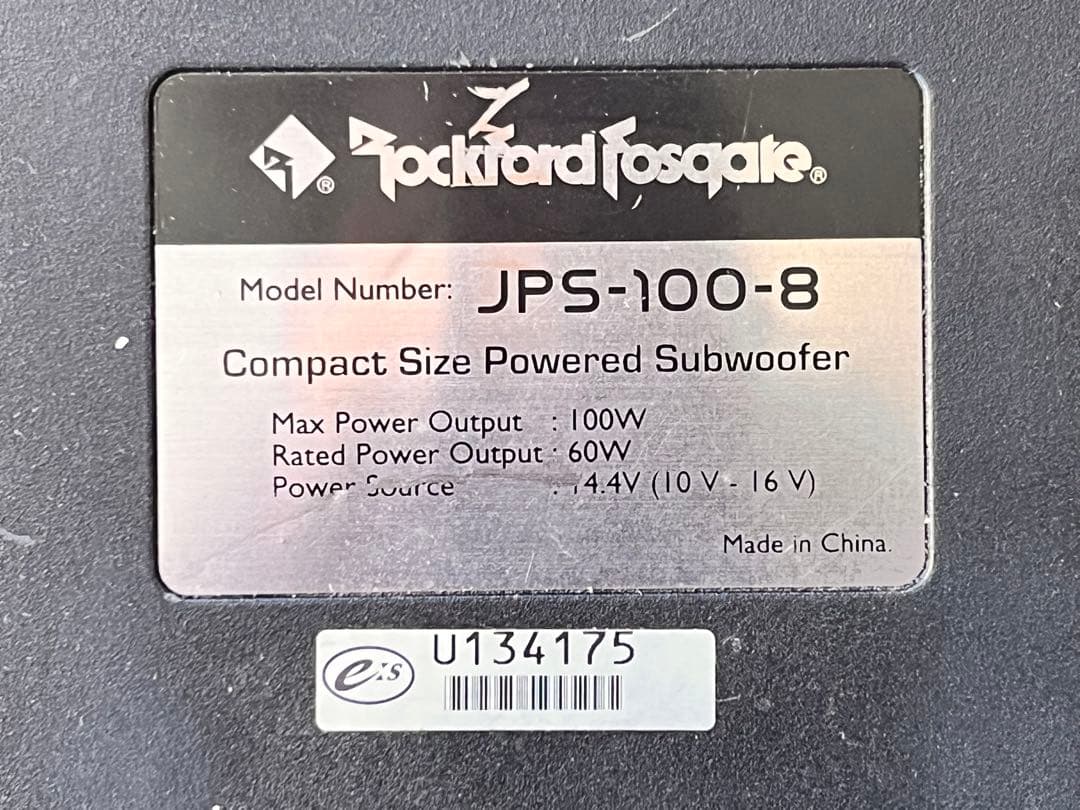 Rockford Fosgate®
Model Number: JPS-100-8
Compact Size Powered Subwoofer
Max Power Output : 100W
Rated Power Output : 60W
Power Source : 14.4V (10 V - 16 V)
Made in China.
U134175